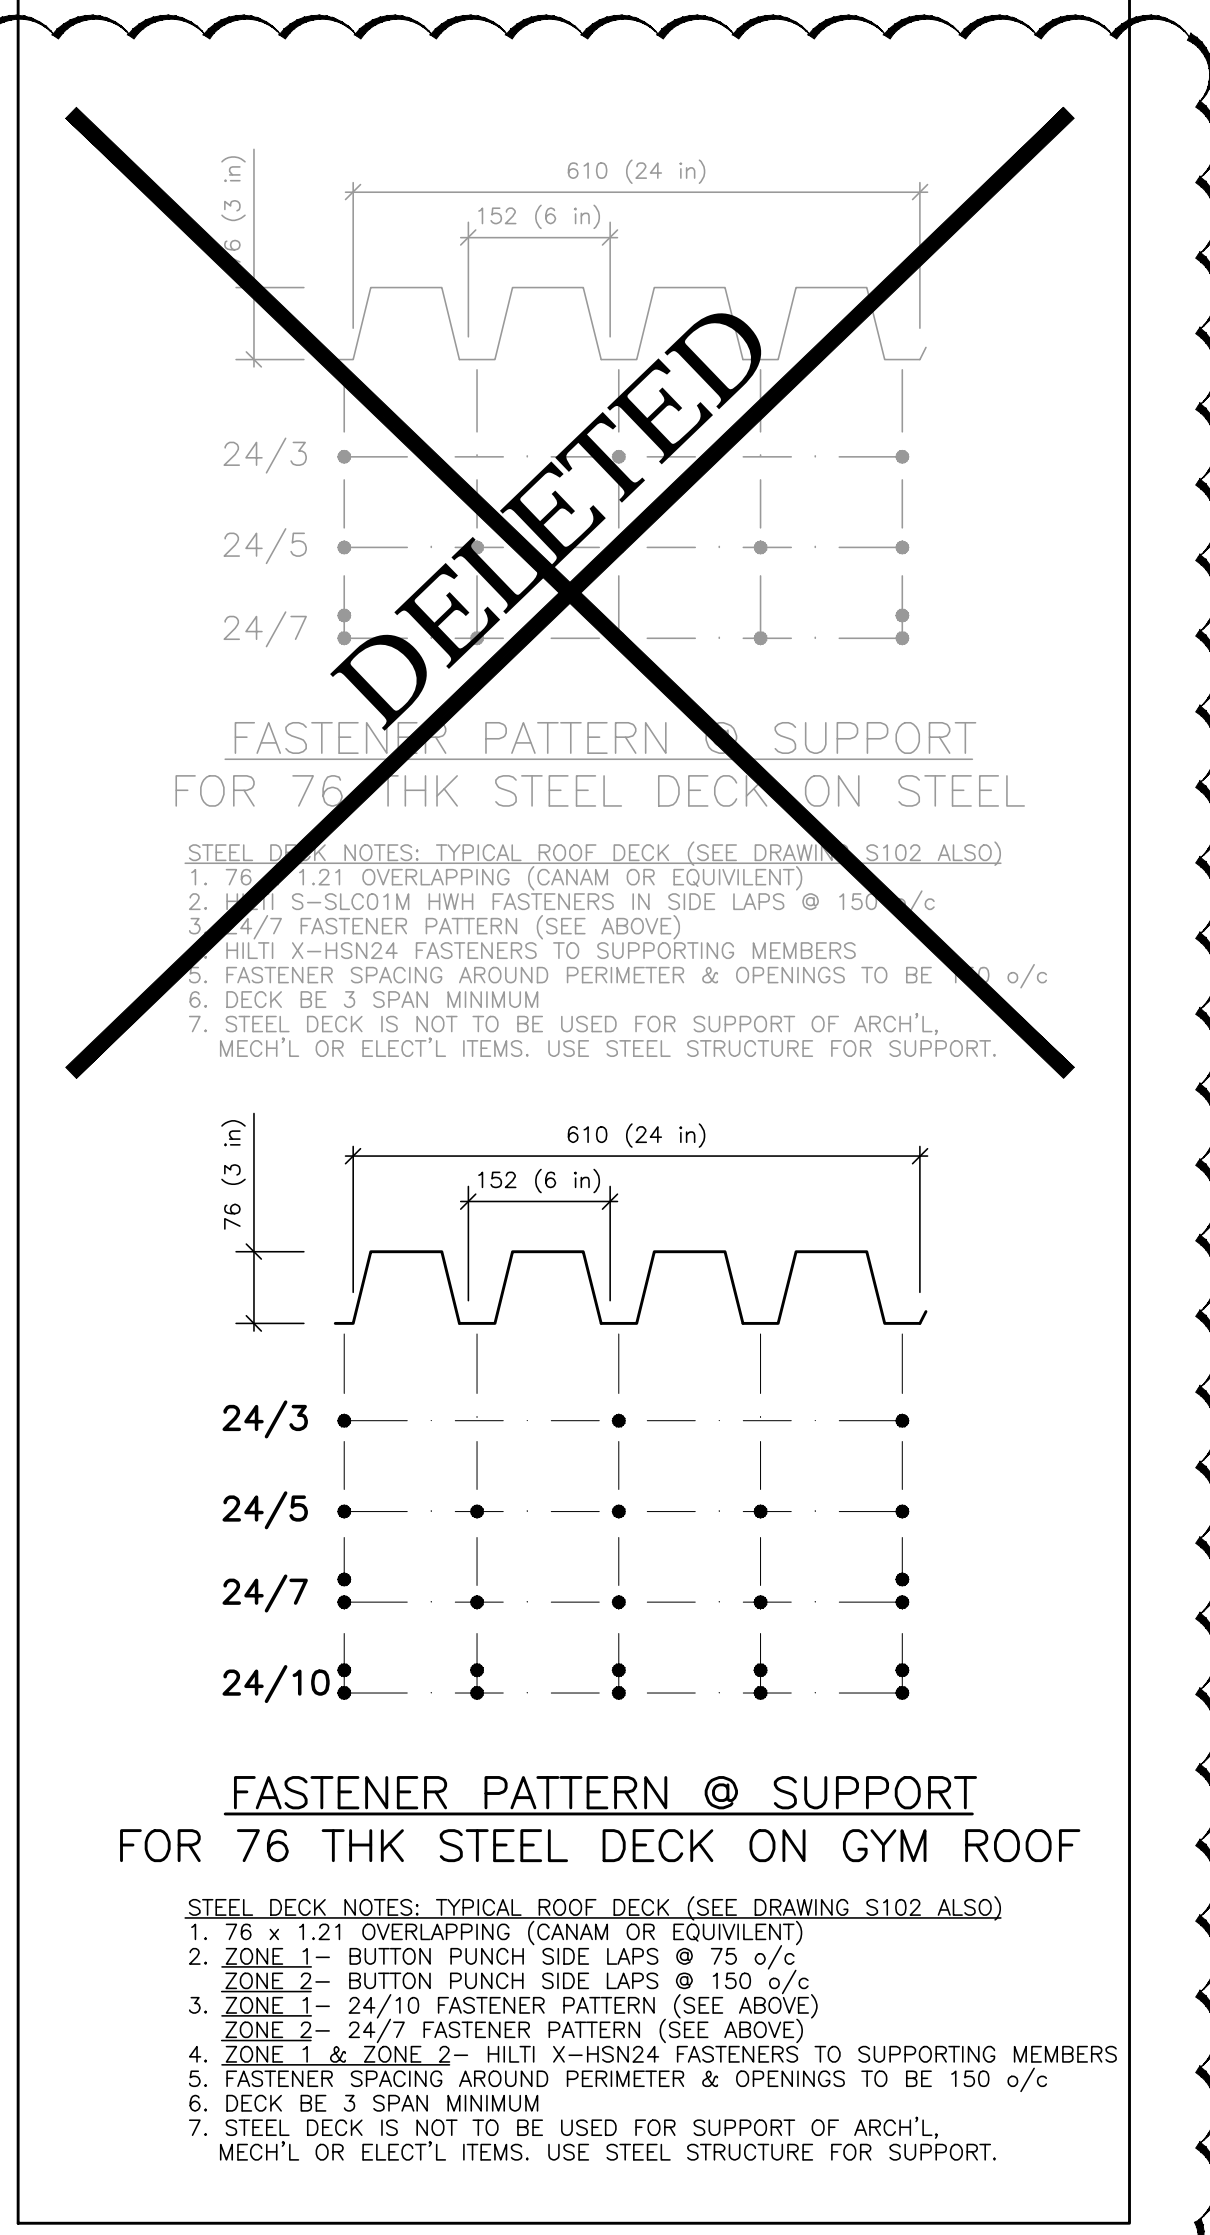 610 (24 in)
76 (3 in)
152 (6 in)
24/3
24/5
24/7
DELETED
FASTENER PATTERN @ SUPPORT
FOR 76 THK STEEL DECK ON STEEL
STEEL DECK NOTES: TYPICAL ROOF DECK (SEE DRAWING S102 ALSO)
1. 76 x 1.21 OVERLAPPING (CANAM OR EQUIVILENT)
2. HILTI S-SLC01M HWH FASTENERS IN SIDE LAPS @ 150 o/c
3. 24/7 FASTENER PATTERN (SEE ABOVE)
4. HILTI X-HSN24 FASTENERS TO SUPPORTING MEMBERS
5. FASTENER SPACING AROUND PERIMETER & OPENINGS TO BE 150 o/c
6. DECK BE 3 SPAN MINIMUM
7. STEEL DECK IS NOT TO BE USED FOR SUPPORT OF ARCH'L,
MECH'L OR ELECT'L ITEMS. USE STEEL STRUCTURE FOR SUPPORT.
610 (24 in)
76 (3 in)
152 (6 in)
24/3
24/5
24/7
24/10
FASTENER PATTERN @ SUPPORT
FOR 76 THK STEEL DECK ON GYM ROOF
STEEL DECK NOTES: TYPICAL ROOF DECK (SEE DRAWING S102 ALSO)
1. 76 x 1.21 OVERLAPPING (CANAM OR EQUIVILENT)
2. ZONE 1- BUTTON PUNCH SIDE LAPS @ 75 o/c
ZONE 2- BUTTON PUNCH SIDE LAPS @ 150 o/c
3. ZONE 1- 24/10 FASTENER PATTERN (SEE ABOVE)
ZONE 2- 24/7 FASTENER PATTERN (SEE ABOVE)
4. ZONE 1 & ZONE 2- HILTI X-HSN24 FASTENERS TO SUPPORTING MEMBERS
5. FASTENER SPACING AROUND PERIMETER & OPENINGS TO BE 150 o/c
6. DECK BE 3 SPAN MINIMUM
7. STEEL DECK IS NOT TO BE USED FOR SUPPORT OF ARCH'L,
MECH'L OR ELECT'L ITEMS. USE STEEL STRUCTURE FOR SUPPORT.